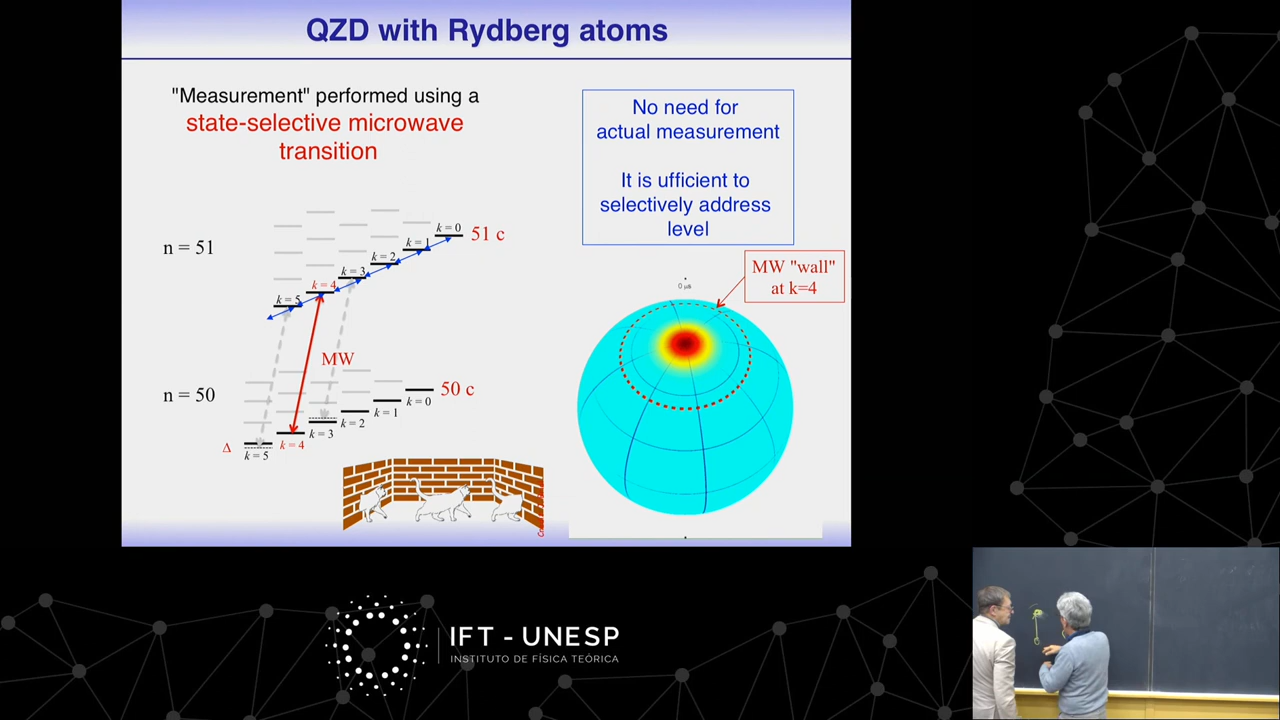 QZD with Rydberg atoms
"Measurement" performed using a
state-selective microwave
transition
No need for
actual measurement
It is ufficient to
selectively address
level
n = 51
k = 0
51 c
k = 1
k = 2
k = 3
k = 4
k = 5
MW
n = 50
50 c
k = 0
k = 1
k = 2
k = 3
k = 4
k = 5
Δ
MW "wall"
at k=4
0 μs
IFT - UNESP
INSTITUTO DE FÍSICA TEÓRICA